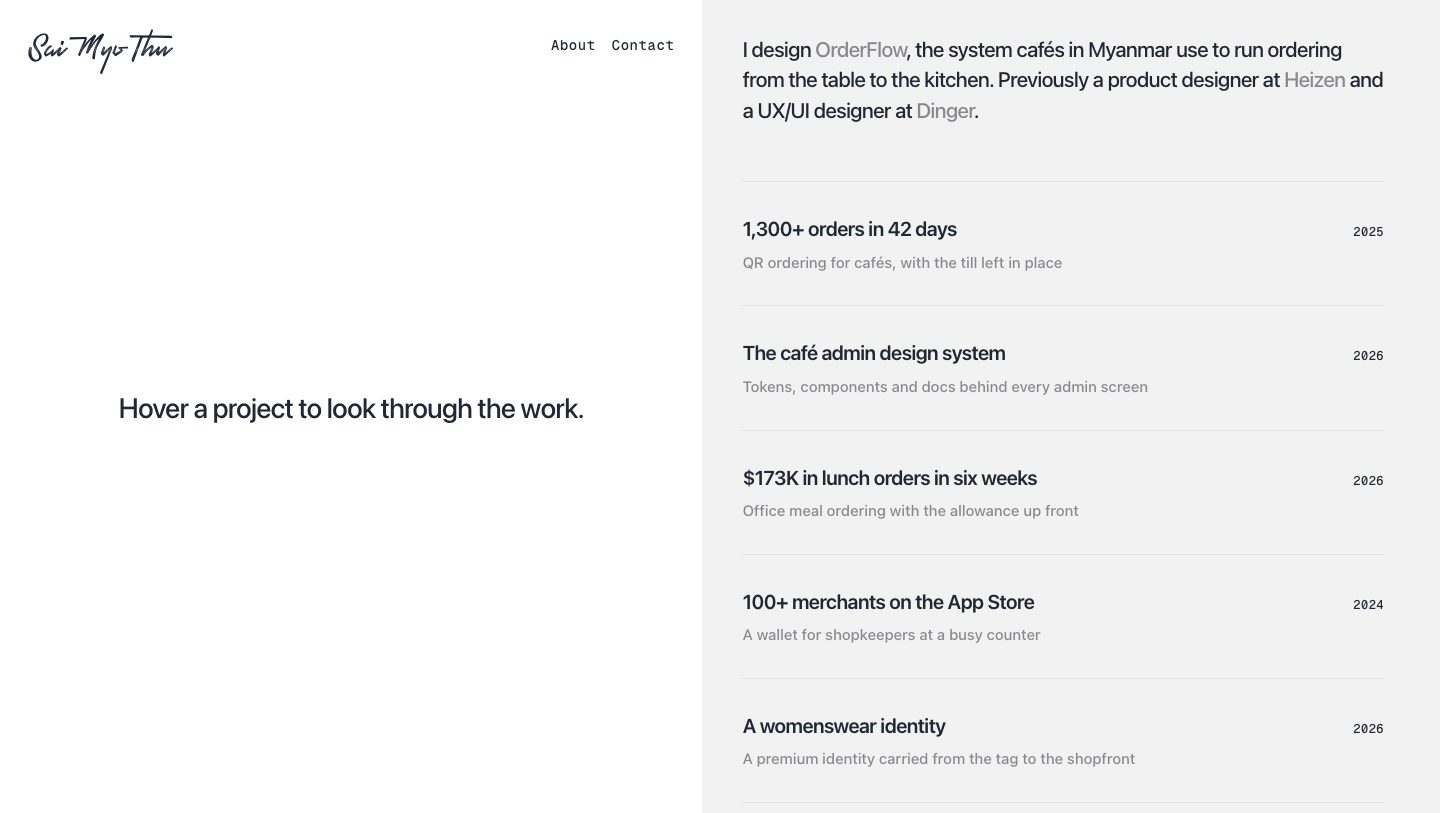 Sai Myo Thu
About Contact
I design OrderFlow, the system cafés in Myanmar use to run ordering
from the table to the kitchen. Previously a product designer at Heizen and
a UX/UI designer at Dinger.
1,300+ orders in 42 days 2025
QR ordering for cafés, with the till left in place
The café admin design system 2026
Tokens, components and docs behind every admin screen
Hover a project to look through the work.
$173K in lunch orders in six weeks 2026
Office meal ordering with the allowance up front
100+ merchants on the App Store 2024
A wallet for shopkeepers at a busy counter
A womenswear identity 2026
A premium identity carried from the tag to the shopfront